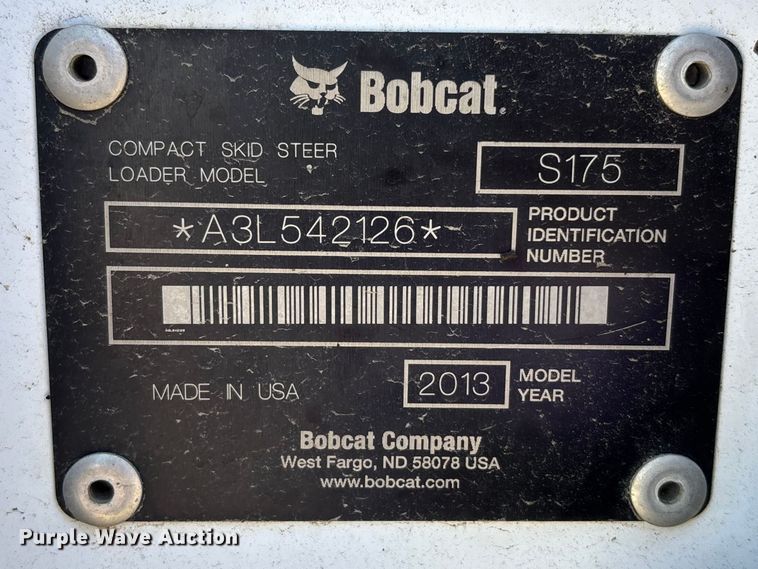 Bobcat.
COMPACT SKID STEER
LOADER MODEL
S175
*A3L542126*
PRODUCT
IDENTIFICATION
NUMBER
MADE IN USA
2013
MODEL
YEAR
Bobcat Company
West Fargo, ND 58078 USA
www.bobcat.com
Purple Wave Auction